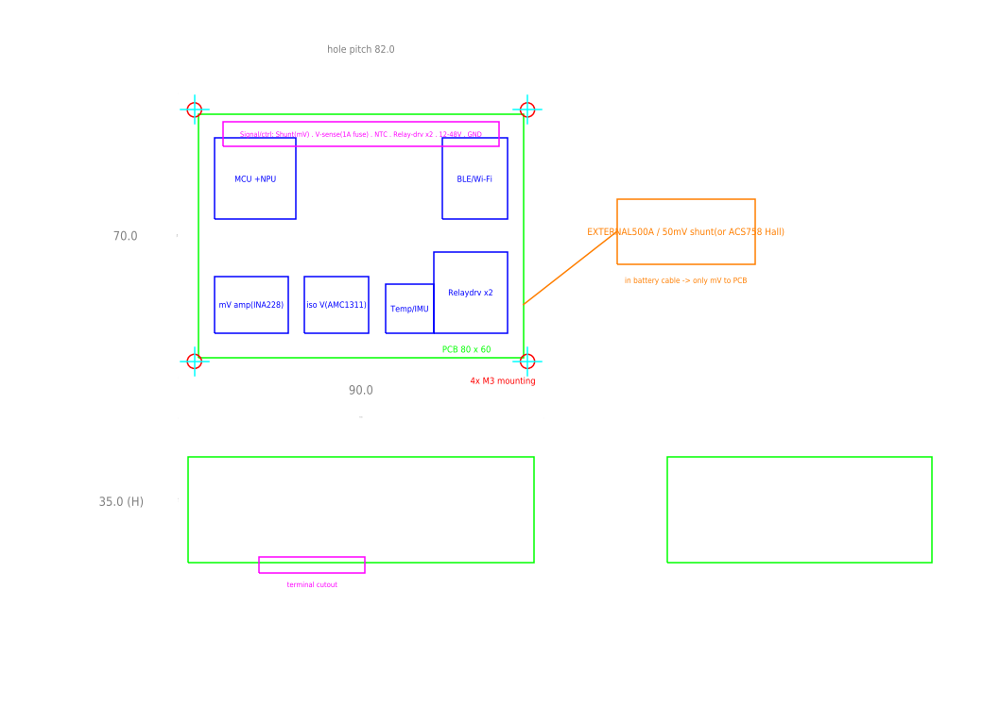 hole pitch 82.0
Signal/ctrl: Shunt(mV) . V-sense(1A fuse) . NTC . Relay-drv x2 . 12-48V . GND
MCU +NPU
BLE/Wi-Fi
70.0
EXTERNAL500A / 50mV shunt(or ACS758 Hall)
in battery cable -> only mV to PCB
Relaydrv x2
mV amp(INA228)
iso V(AMC1311)
Temp/IMU
PCB 80 x 60
4x M3 mounting
90.0
35.0 (H)
terminal cutout